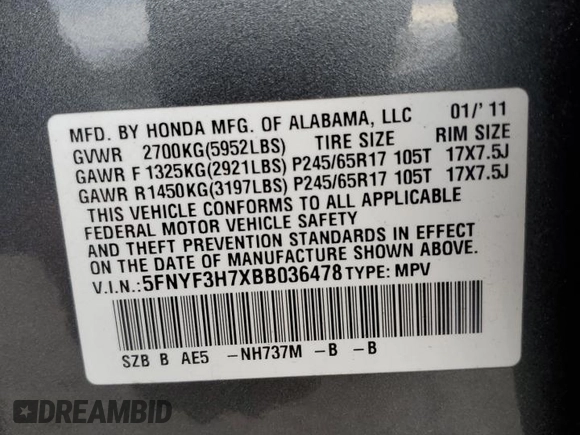 MFD. BY HONDA MFG. OF ALABAMA, LLC 01/'11
GVWR 2700KG(5952LBS) TIRE SIZE RIM SIZE
GAWR F 1325KG(2921LBS) P245/65R17 105T 17X7.5J
GAWR R1450KG(3197LBS) P245/65R17 105T 17X7.5J
THIS VEHICLE CONFORMS TO ALL APPLICABLE
FEDERAL MOTOR VEHICLE SAFETY
AND THEFT PREVENTION STANDARDS IN EFFECT
ON THE DATE OF MANUFACTURE SHOWN ABOVE.
V.I.N.:5FNYF3H7XBB036478 TYPE: MPV
SZB B AE5 -NH737M -B -B
DREAMBID